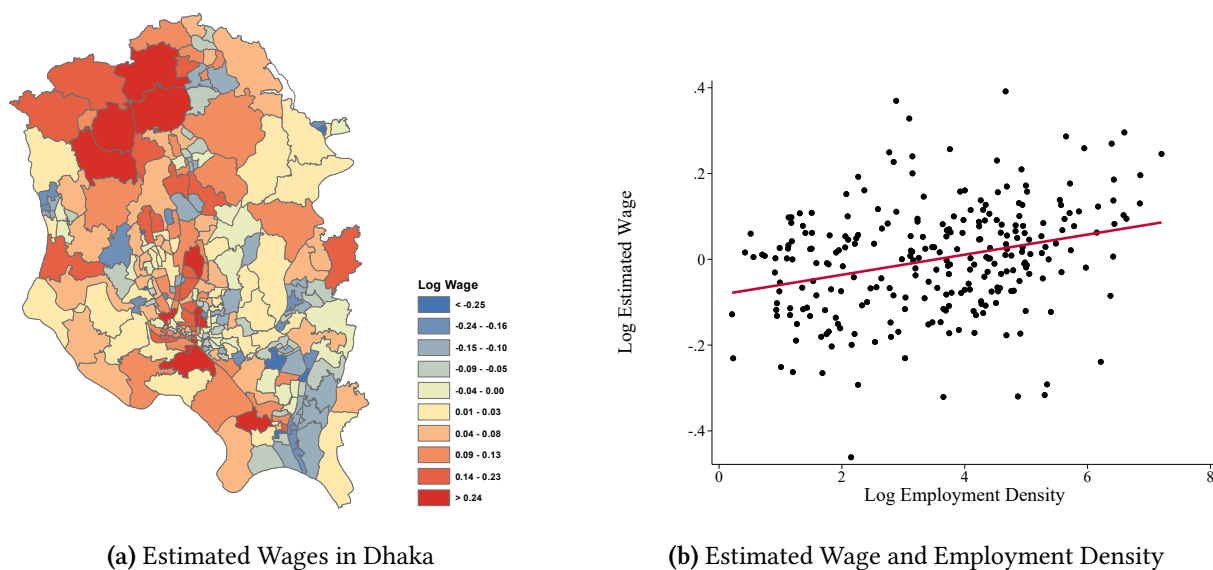 Log Wage
< -0.25
-0.24 - -0.16
-0.15 - -0.10
-0.09 - -0.05
-0.04 - 0.00
0.01 - 0.03
0.04 - 0.08
0.09 - 0.13
0.14 - 0.23
> 0.24
(a) Estimated Wages in Dhaka
Log Estimated Wage
.4
.2
0
-.2
-.4
0 2 4 6 8
Log Employment Density
(b) Estimated Wage and Employment Density